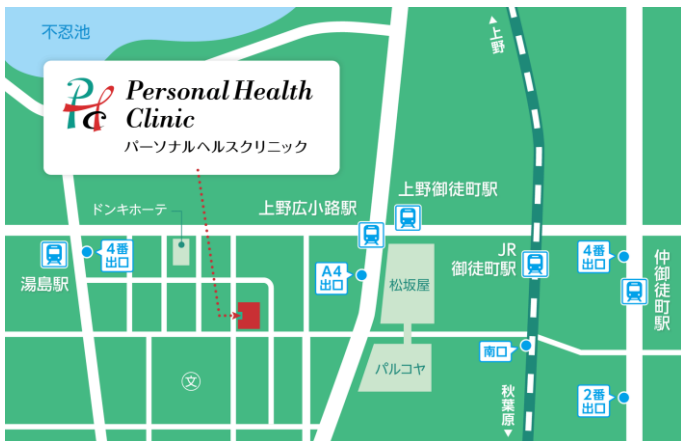 不忍池
▲上野
PHC
Personal Health
Clinic
パーソナルヘルスクリニック
ドンキホーテ
上野広小路駅
上野御徒町駅
湯島駅
4番
出口
A4
出口
松坂屋
JR
御徒町駅
4番
出口
仲御徒町駅
パルコヤ
南口
文
秋葉原▼
2番
出口